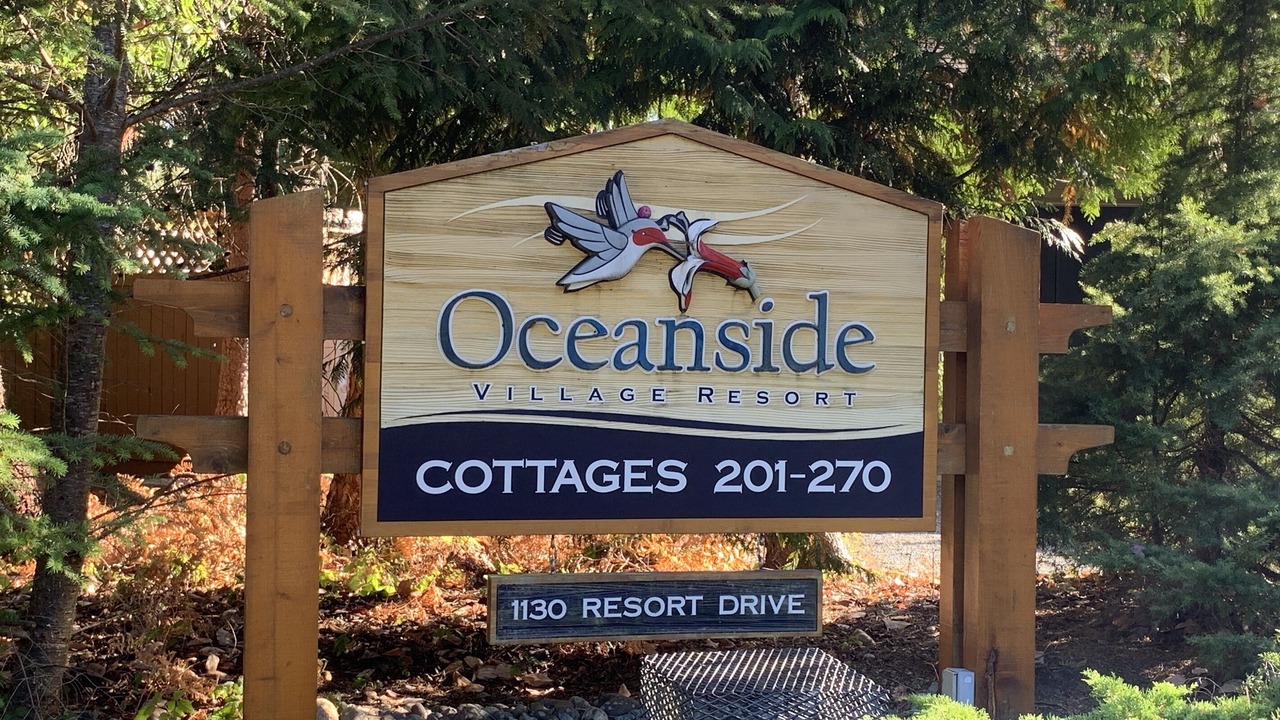 Oceanside
Village Resort
COTTAGES 201-270
1130 RESORT DRIVE